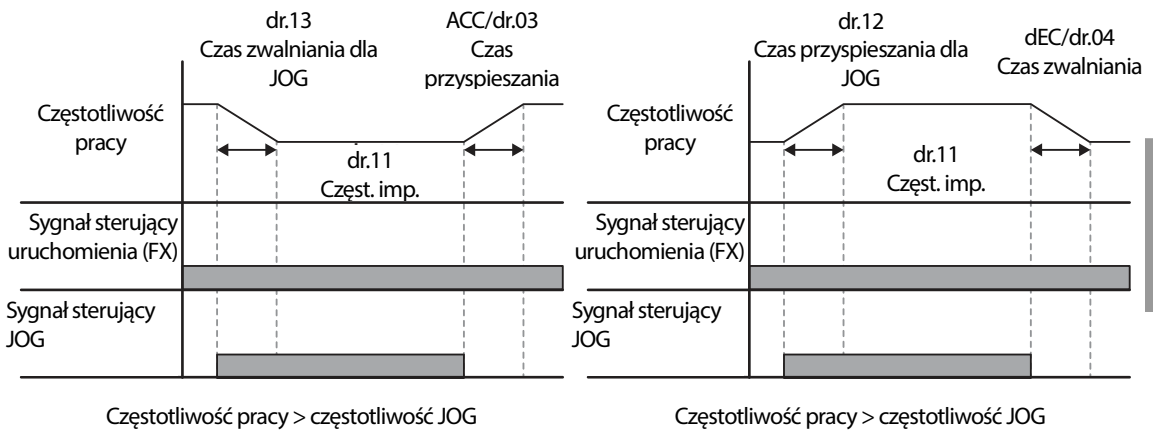 dr.13
Czas zwalniania dla
JOG
ACC/dr.03
Czas
przyspieszania
Częstotliwość
pracy
dr.11
Częst. imp.
Sygnał sterujący
uruchomienia (FX)
Sygnał sterujący
JOG
Częstotliwość pracy > częstotliwość JOG
dr.12
Czas przyspieszania dla
JOG
dEC/dr.04
Czas zwalniania
Częstotliwość
pracy
dr.11
Częst. imp.
Sygnał sterujący
uruchomienia (FX)
Sygnał sterujący
JOG
Częstotliwość pracy > częstotliwość JOG